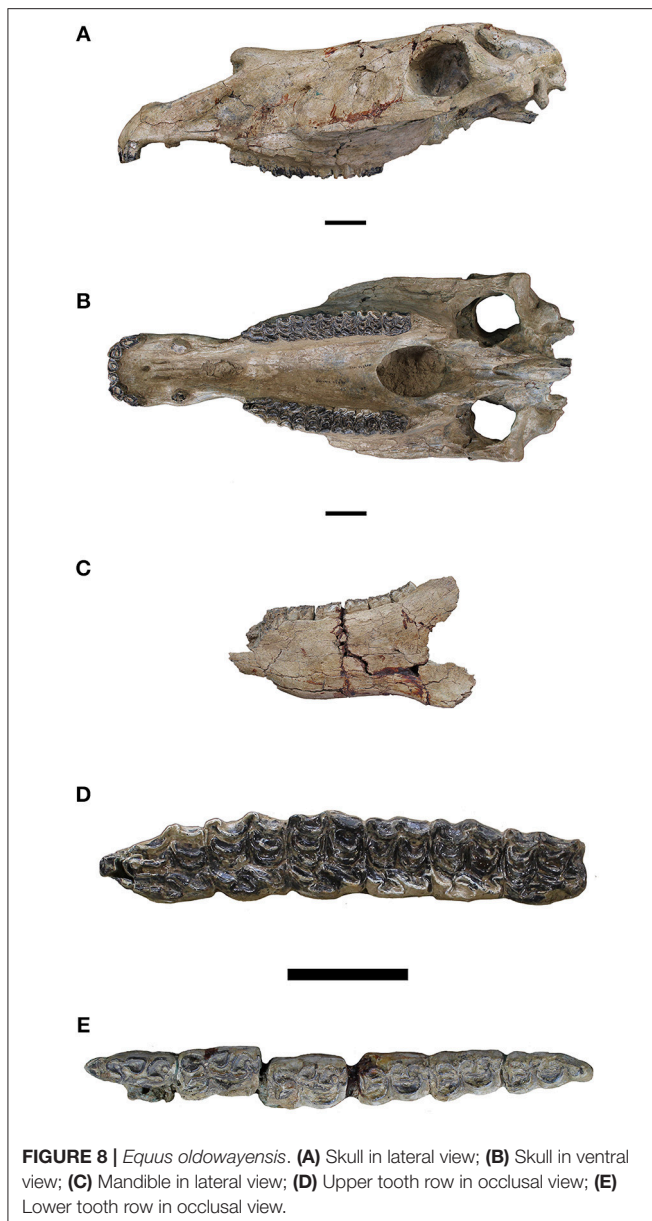 A
B
C
D
E
FIGURE 8 | Equus oldowayensis. (A) Skull in lateral view; (B) Skull in ventral
view; (C) Mandible in lateral view; (D) Upper tooth row in occlusal view; (E)
Lower tooth row in occlusal view.